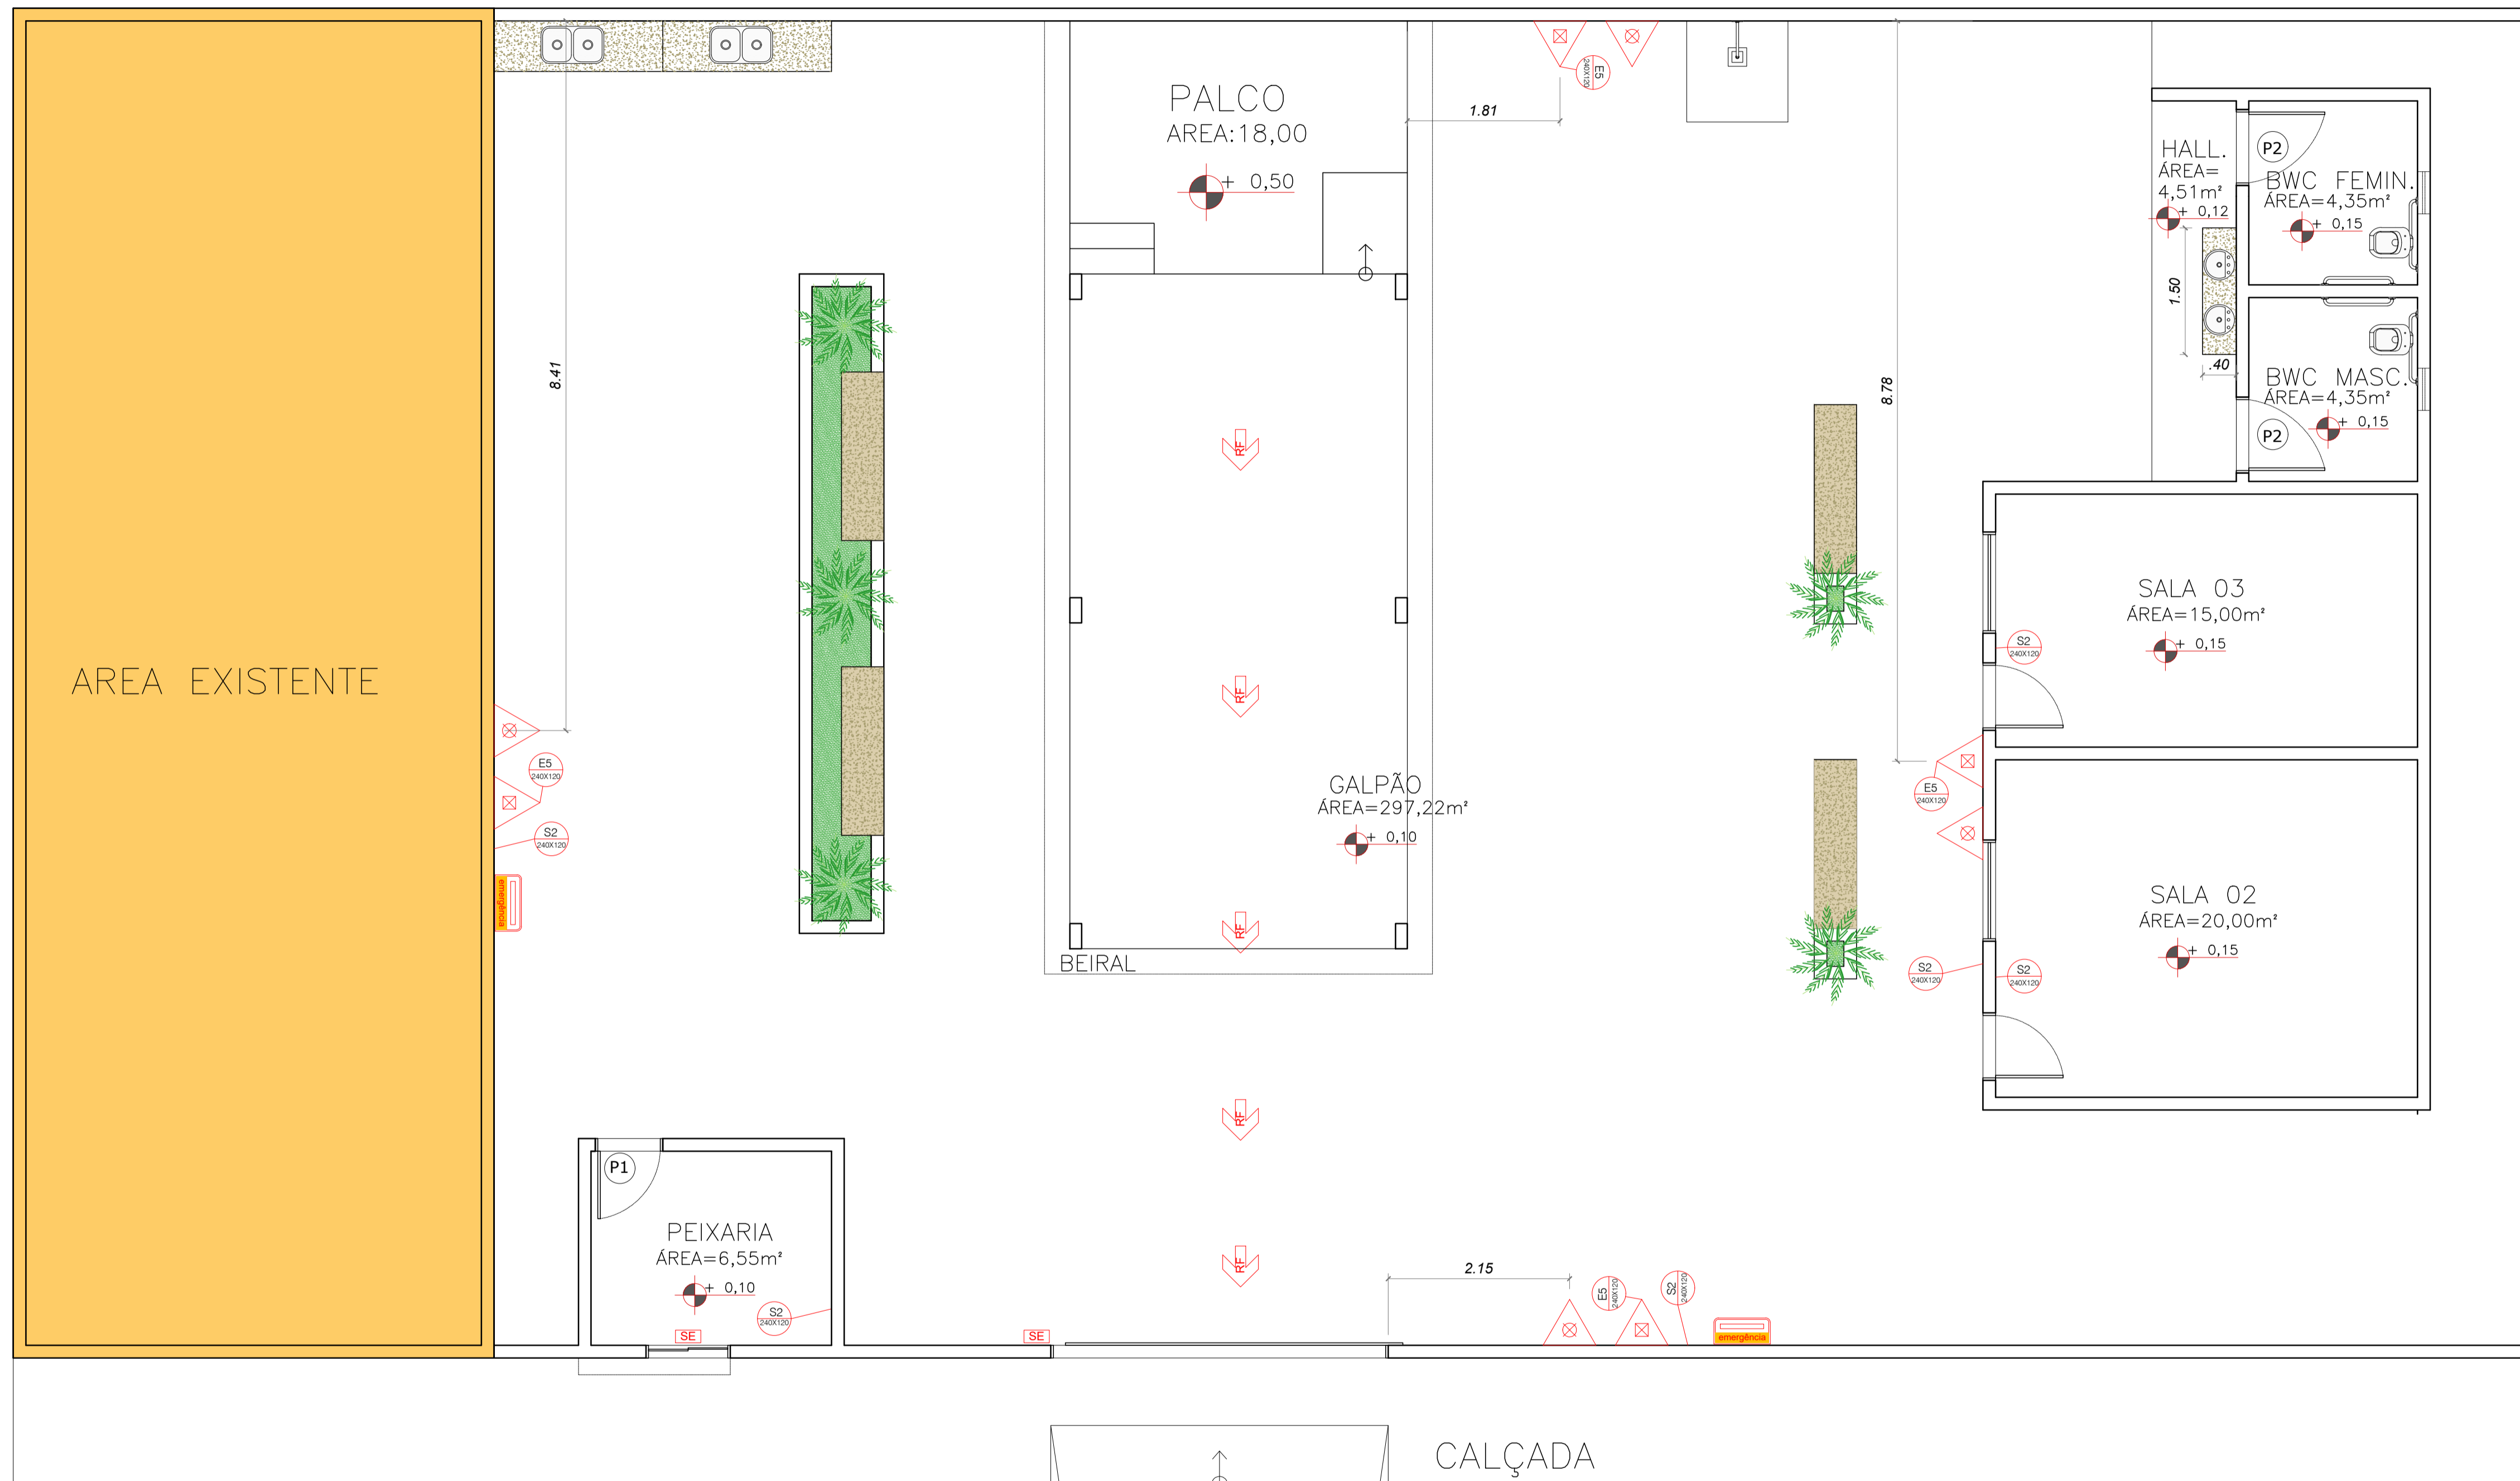 PALCO
AREA:18,00
+ 0,50
E5
240X120
1.81
HALL.
ÁREA=
4,51m²
+ 0,12
P2
BWC FEMIN.
ÁREA=4,35m²
+ 0,15
1.50
.40
BWC MASC.
ÁREA=4,35m²
+ 0,15
P2
8.41
8.78
RF
SALA 03
ÁREA=15,00m²
+ 0,15
S2
240X120
AREA EXISTENTE
RF
E5
240X120
S2
240X120
emergência
GALPÃO
ÁREA=297,22m²
+ 0,10
E5
240X120
SALA 02
ÁREA=20,00m²
+ 0,15
S2
240X120
S2
240X120
RF
BEIRAL
RF
P1
PEIXARIA
ÁREA=6,55m²
+ 0,10
S2
240X120
SE
SE
RF
2.15
E5
240X120
S2
240X120
emergência
CALÇADA